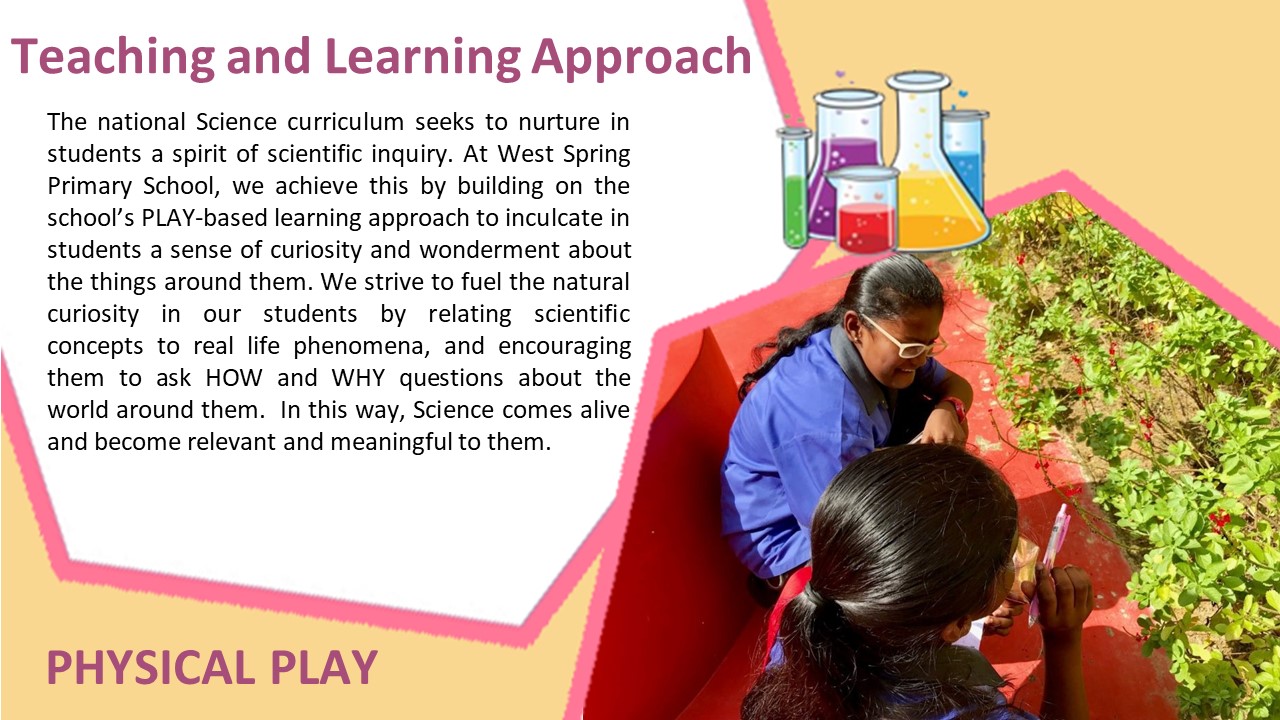 Teaching and Learning Approach
The national Science curriculum seeks to nurture in
students a spirit of scientific inquiry. At West Spring
Primary School, we achieve this by building on the
school’s PLAY-based learning approach to inculcate in
students a sense of curiosity and wonderment about
the things around them. We strive to fuel the natural
curiosity in our students by relating scientific
concepts to real life phenomena, and encouraging
them to ask HOW and WHY questions about the
world around them.  In this way, Science comes alive
and become relevant and meaningful to them.
PHYSICAL PLAY